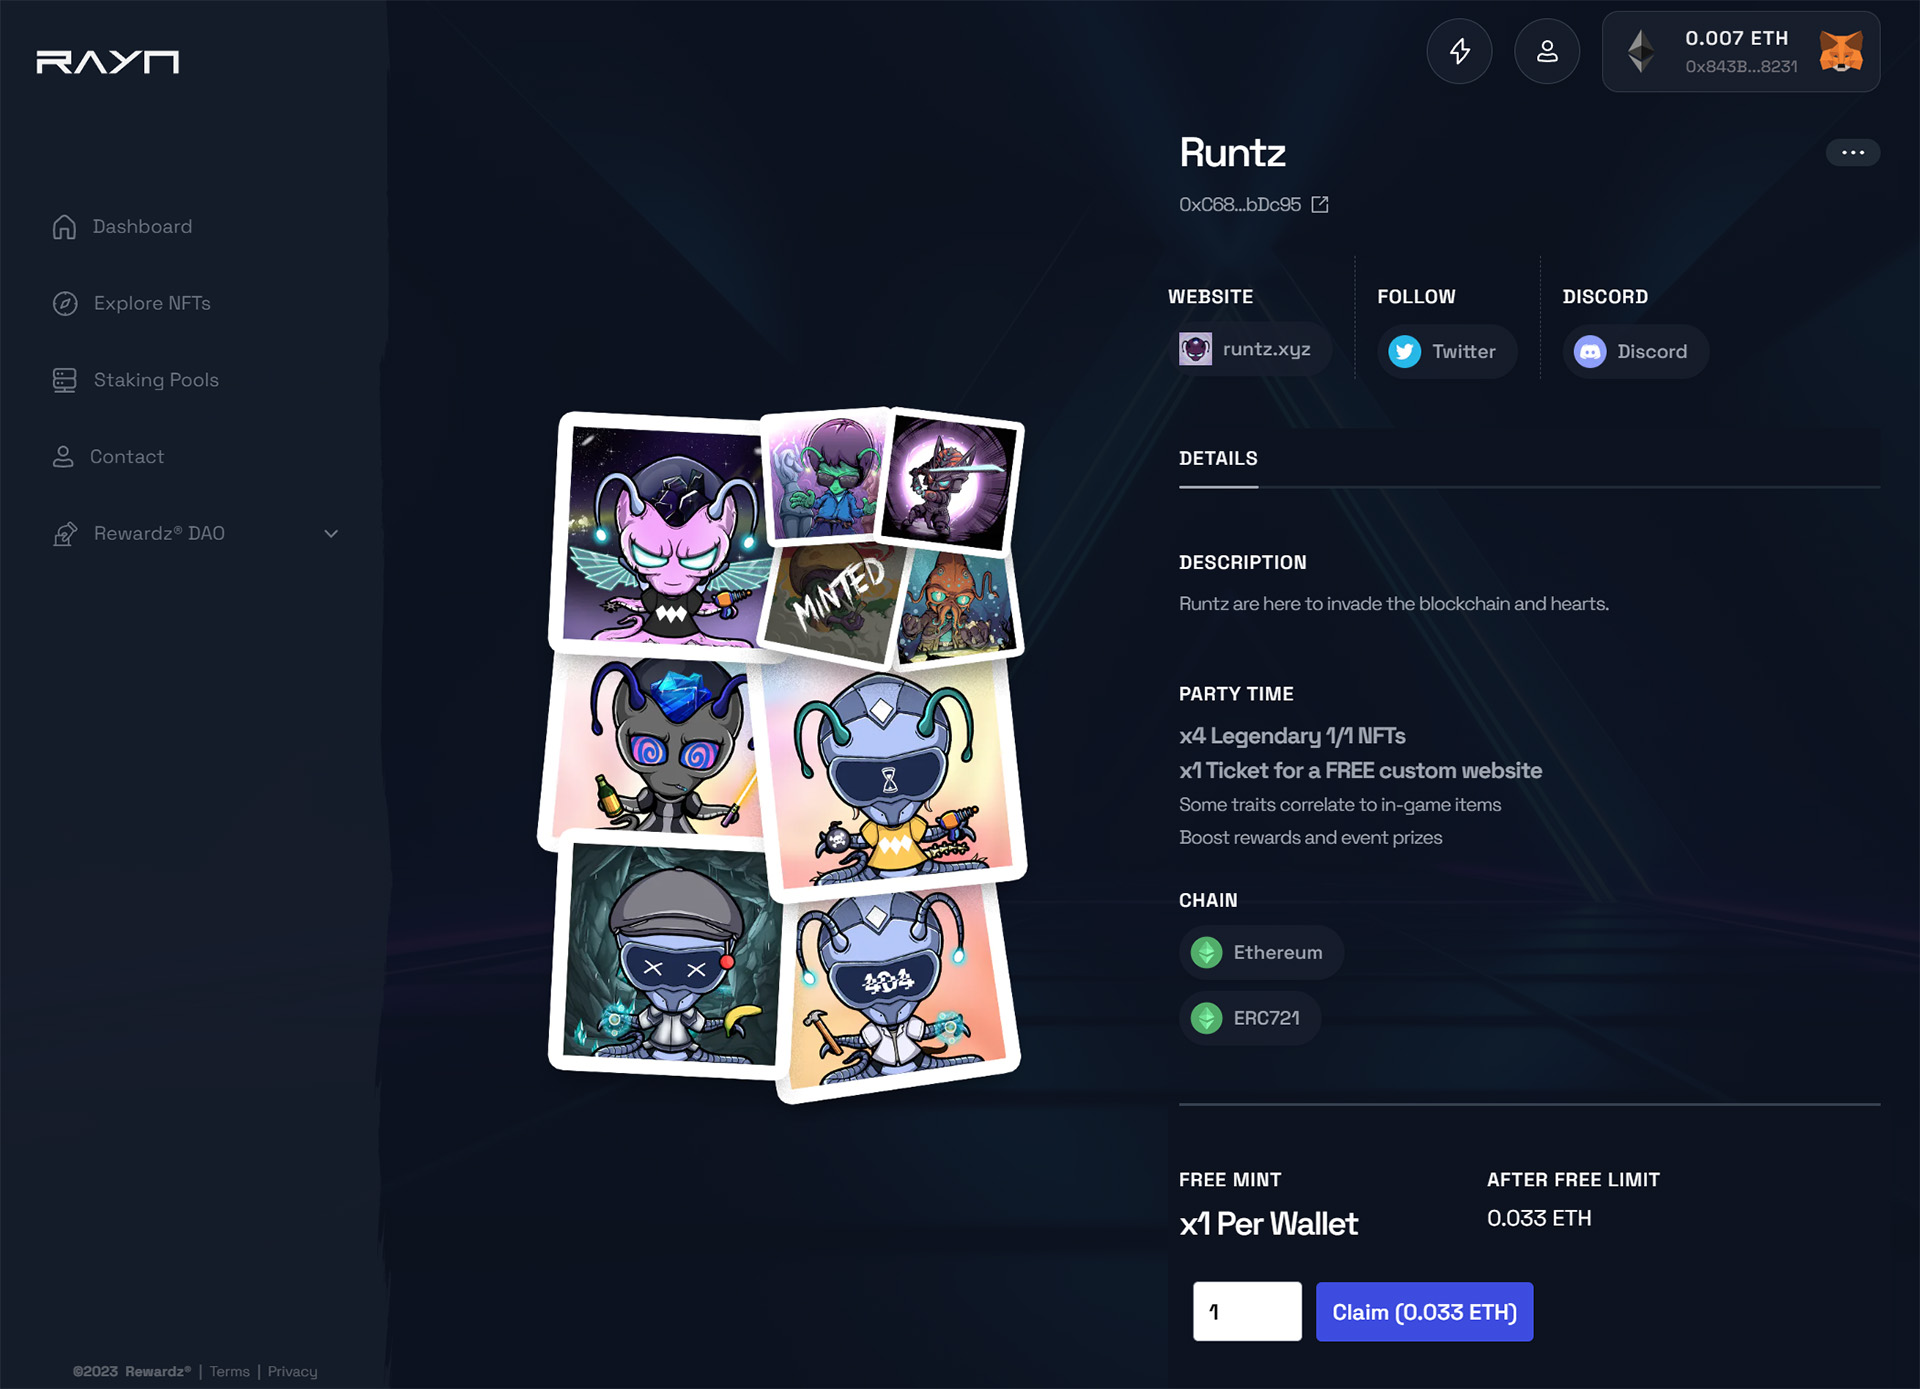 RAYN
0.007 ETH
0x843B...8231
Dashboard
Explore NFTs
Staking Pools
Contact
Rewardz® DAO
Runtz
0xC68...bDc95
WEBSITE
runtz.xyz
FOLLOW
Twitter
DISCORD
Discord
DETAILS
DESCRIPTION
Runtz are here to invade the blockchain and hearts.
PARTY TIME
x4 Legendary 1/1 NFTs
x1 Ticket for a FREE custom website
Some traits correlate to in-game items
Boost rewards and event prizes
CHAIN
Ethereum
ERC721
MINTED
404
FREE MINT
x1 Per Wallet
AFTER FREE LIMIT
0.033 ETH
1
Claim (0.033 ETH)
©2023 Rewardz® | Terms | Privacy